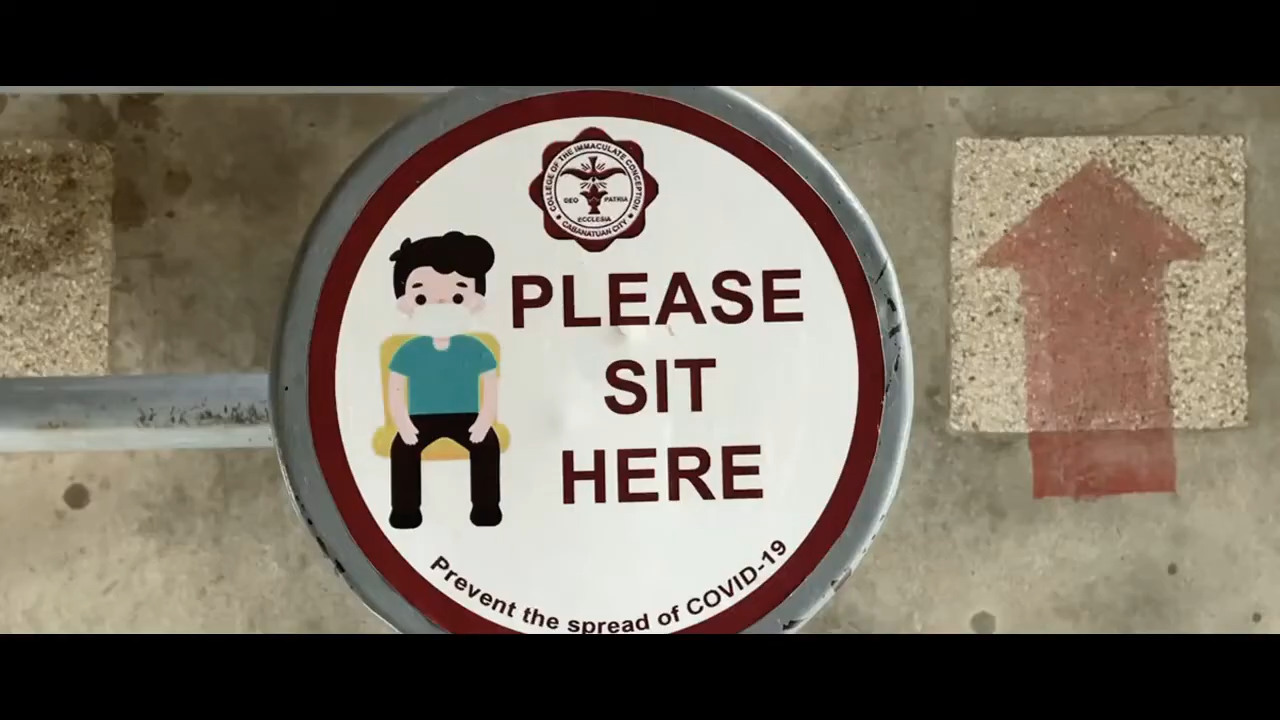 COLLEGE OF THE IMMACULATE CONCEPTION
DEO PATRIA
ECCLESIA
CABANATUAN CITY
PLEASE
SIT
HERE
Prevent the spread of COVID-19